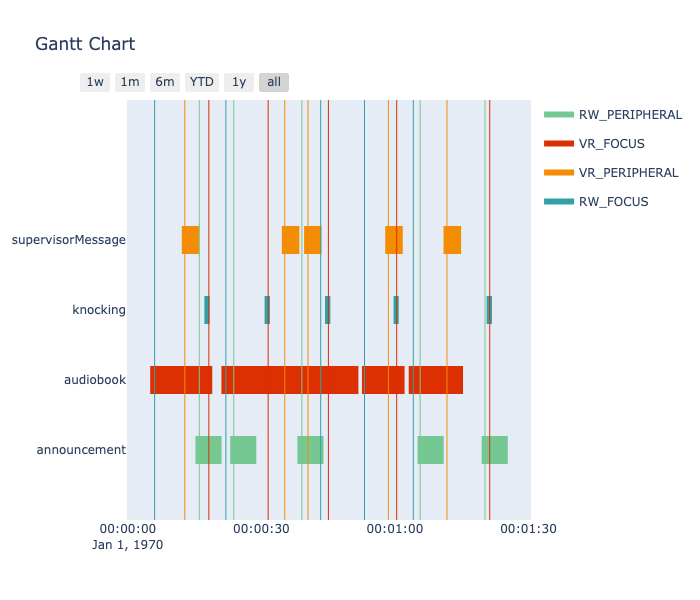 Gantt Chart
1w 1m 6m YTD 1y all
RW_PERIPHERAL
VR_FOCUS
VR_PERIPHERAL
RW_FOCUS
supervisorMessage
knocking
audiobook
announcement
00:00:00 00:00:30 00:01:00 00:01:30
Jan 1, 1970